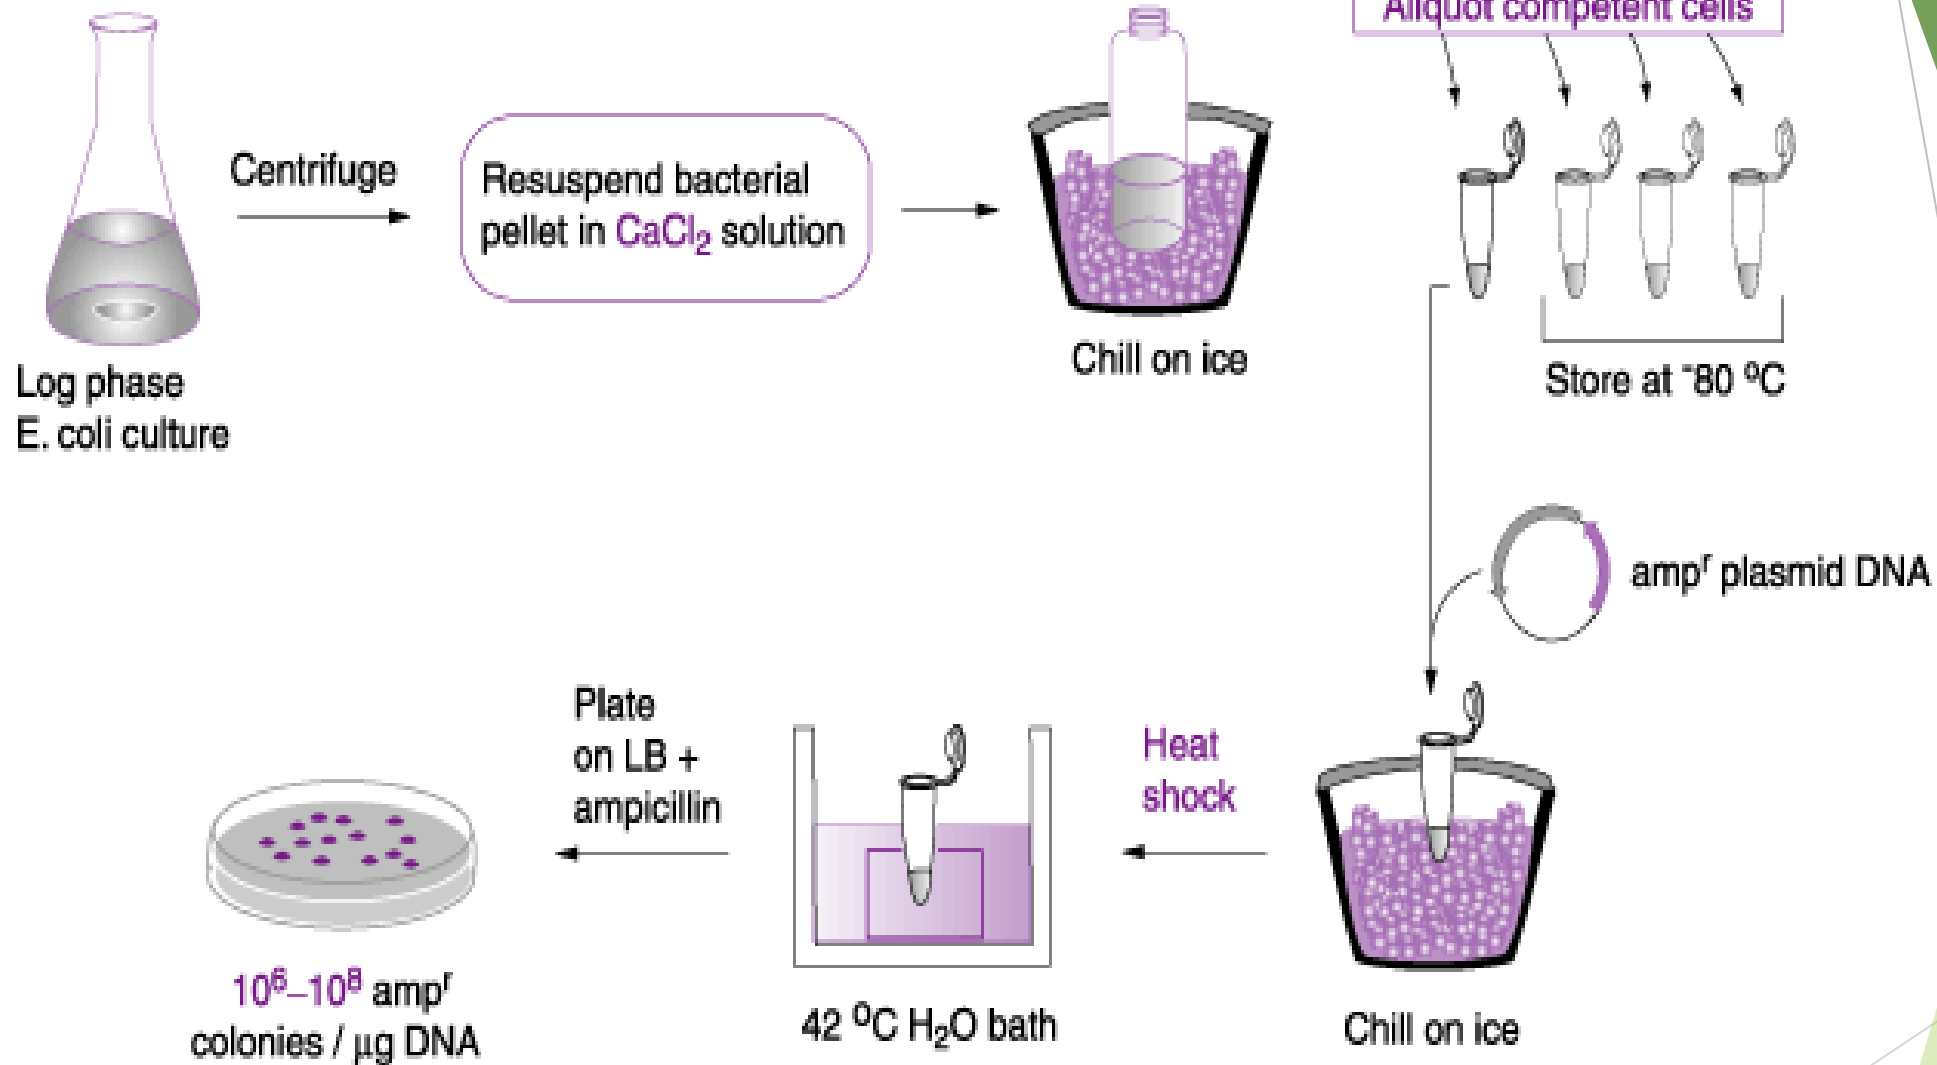 Aliquot competent cells
Centrifuge
Resuspend bacterial
pellet in CaCl₂ solution
Chill on ice
Log phase
E. coli culture
Store at ⁻80 ⁰C
ampʳ plasmid DNA
Heat
shock
Plate
on LB +
ampicillin
10⁶–10⁸ ampʳ
colonies / μg DNA
42 ⁰C H₂O bath
Chill on ice